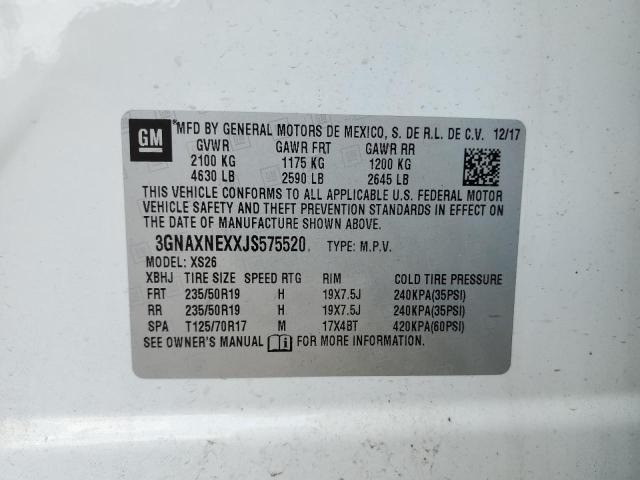 GM *MFD BY GENERAL MOTORS DE MEXICO, S. DE R.L. DE C.V. 12/17
GVWR GAWR FRT GAWR RR
2100 KG 1175 KG 1200 KG
4630 LB 2590 LB 2645 LB
THIS VEHICLE CONFORMS TO ALL APPLICABLE U.S. FEDERAL MOTOR
VEHICLE SAFETY AND THEFT PREVENTION STANDARDS IN EFFECT ON
THE DATE OF MANUFACTURE SHOWN ABOVE.
3GNAXNEXXJS575520 TYPE: M.P.V.
MODEL: XS26
XBHJ TIRE SIZE SPEED RTG RIM COLD TIRE PRESSURE
FRT 235/50R19 H 19X7.5J 240KPA(35PSI)
RR 235/50R19 H 19X7.5J 240KPA(35PSI)
SPA T125/70R17 M 17X4BT 420KPA(60PSI)
SEE OWNER'S MANUAL FOR MORE INFORMATION.